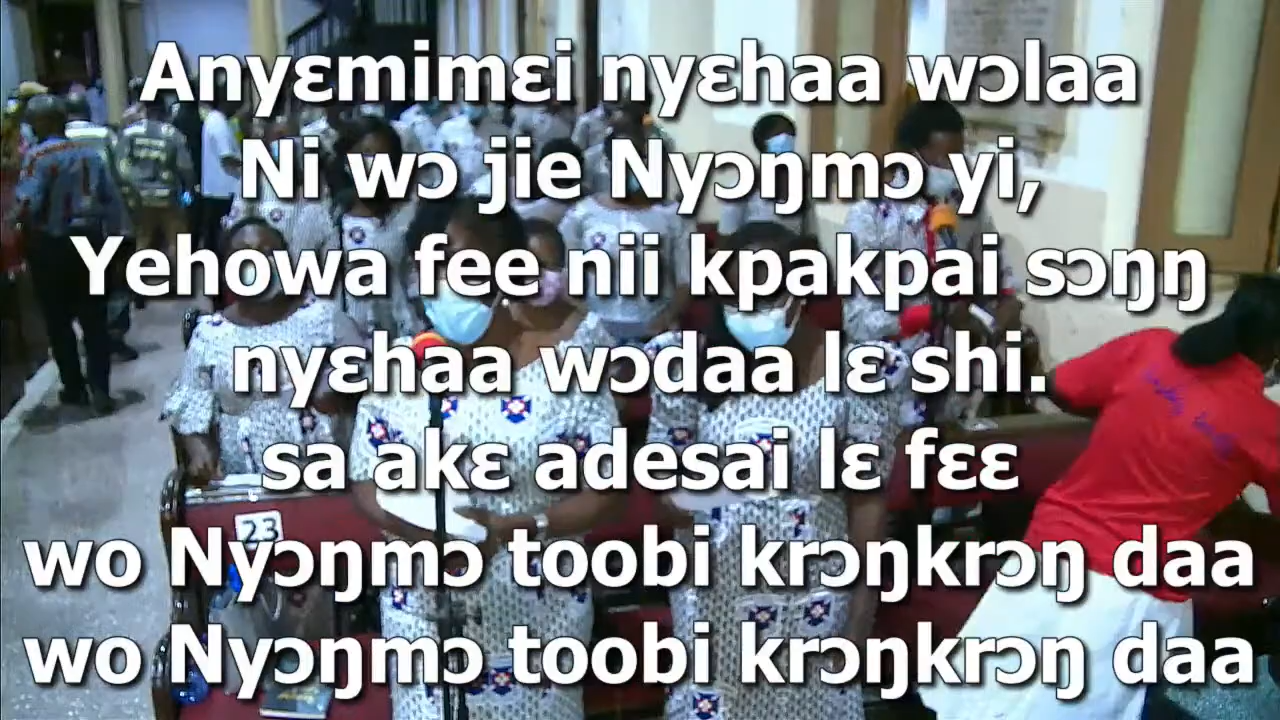 Anyɛmimɛi nyɛhaa wɔlaa
Ni wɔ jie Nyɔŋmɔ yi,
Yehowa fee nii kpakpai sɔŋŋ
nyɛhaa wɔdaa lɛ shi.
sa akɛ adesai lɛ fɛɛ
wo Nyɔŋmɔ toobi krɔŋkrɔŋ daa
wo Nyɔŋmɔ toobi krɔŋkrɔŋ daa
23